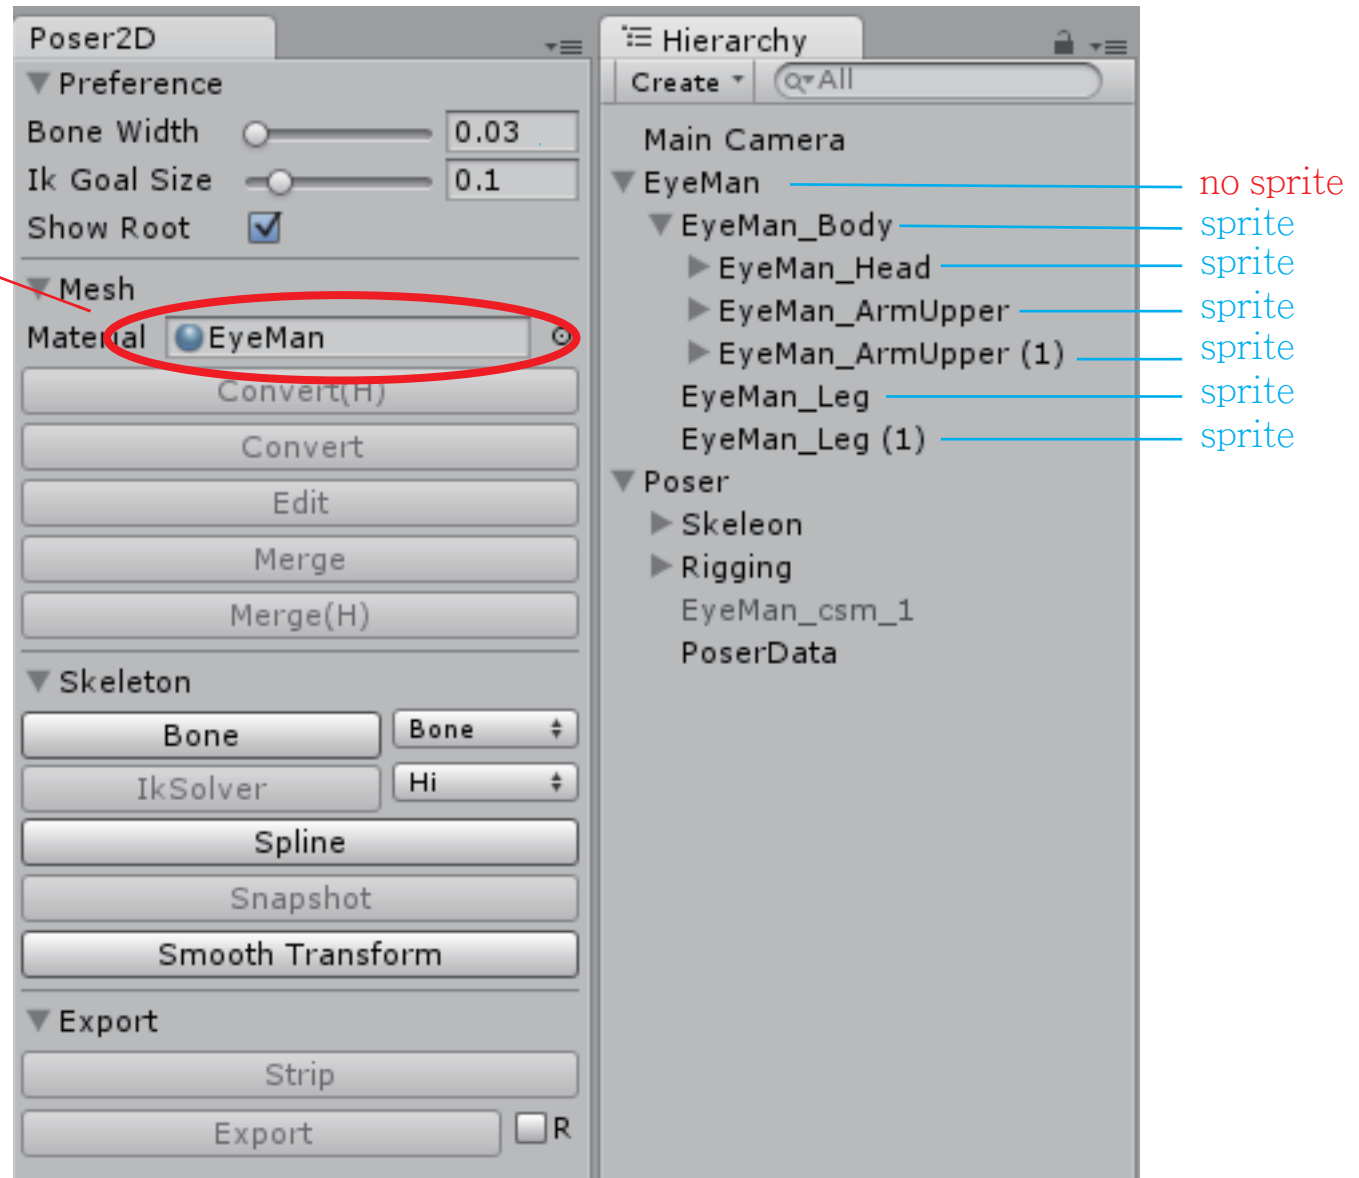 Poser2D
Preference
Bone Width 0.03
Ik Goal Size 0.1
Show Root
Mesh
Material EyeMan
Convert(H)
Convert
Edit
Merge
Merge(H)
Skeleton
Bone Bone
IkSolver Hi
Spline
Snapshot
Smooth Transform
Export
Strip
Export R
Hierarchy
Create All
Main Camera
EyeMan no sprite
EyeMan_Body sprite
EyeMan_Head sprite
EyeMan_ArmUpper sprite
EyeMan_ArmUpper (1) sprite
EyeMan_Leg sprite
EyeMan_Leg (1) sprite
Poser
Skeleon
Rigging
EyeMan_csm_1
PoserData